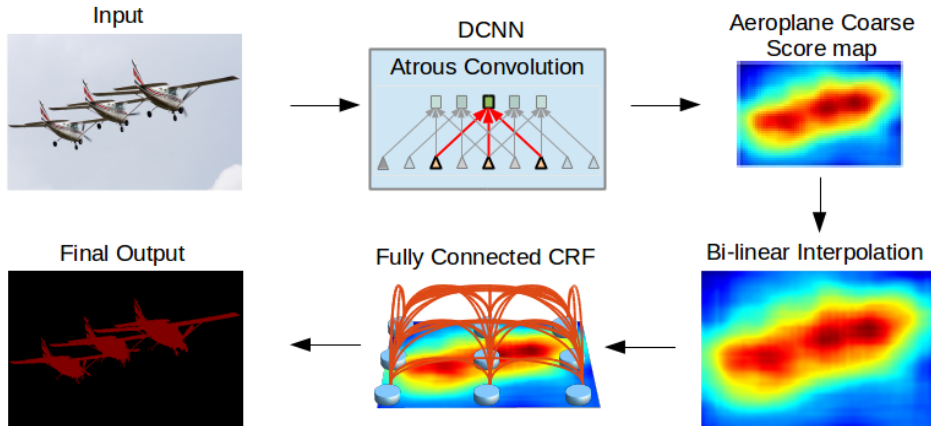 Input
DCNN
Atrous Convolution
Aeroplane Coarse
Score map
Final Output
Fully Connected CRF
Bi-linear Interpolation